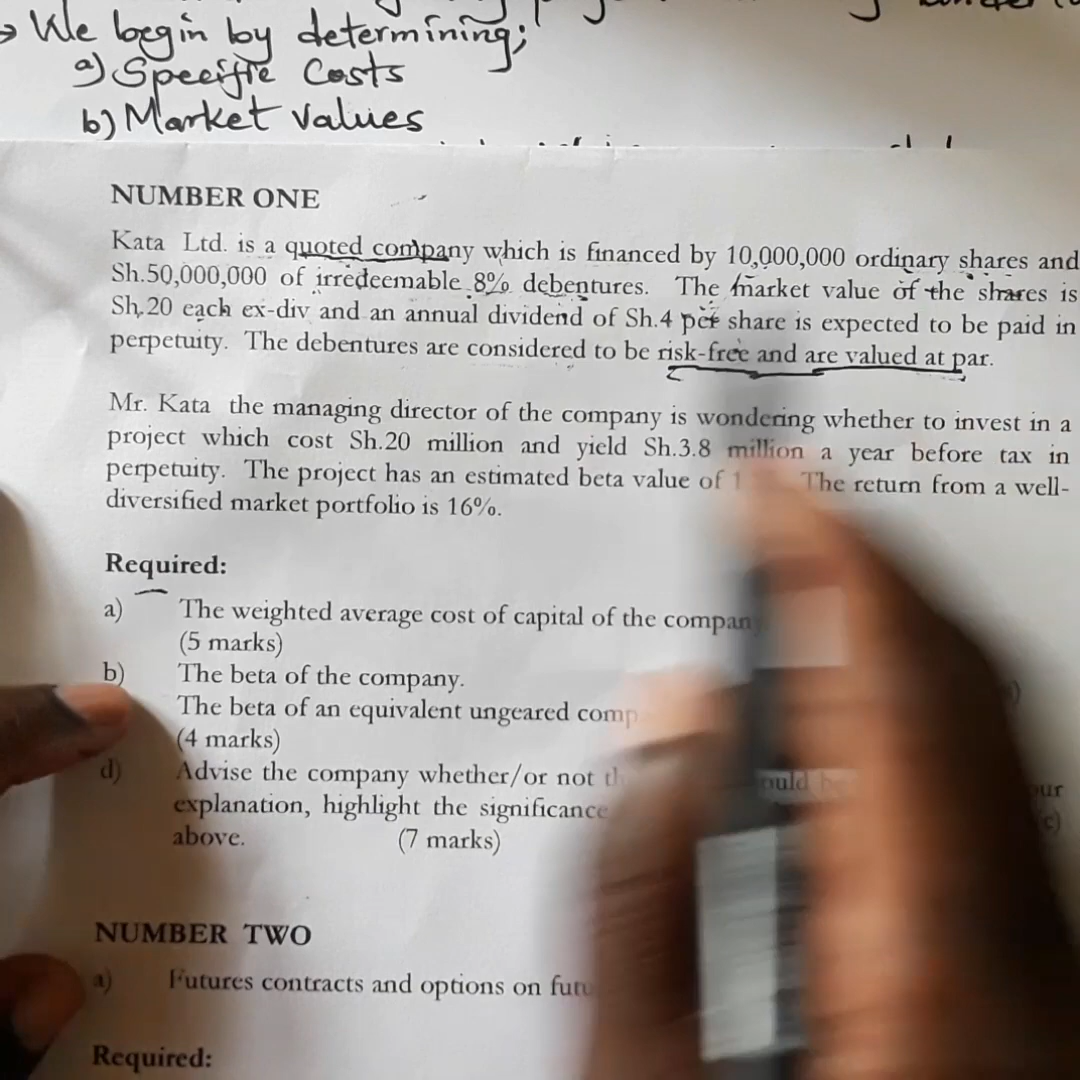 We begin by determining;
a) Specific Costs
b) Market Values
NUMBER ONE
Kata Ltd. is a quoted company which is financed by 10,000,000 ordinary shares and
Sh.50,000,000 of irredeemable 8% debentures. The market value of the shares is
Sh.20 each ex-div and an annual dividend of Sh.4 per share is expected to be paid in
perpetuity. The debentures are considered to be risk-free and are valued at par.
Mr. Kata the managing director of the company is wondering whether to invest in a
project which cost Sh.20 million and yield Sh.3.8 million a year before tax in
perpetuity. The project has an estimated beta value of 1 The return from a well-
diversified market portfolio is 16%.
Required:
a) The weighted average cost of capital of the company
(5 marks)
b) The beta of the company.
The beta of an equivalent ungeared
(4 marks)
d) Advise the company whether/or not
explanation, highlight the significance (c)
above. (7 marks)
NUMBER TWO
a) Futures contracts and options on
Required: